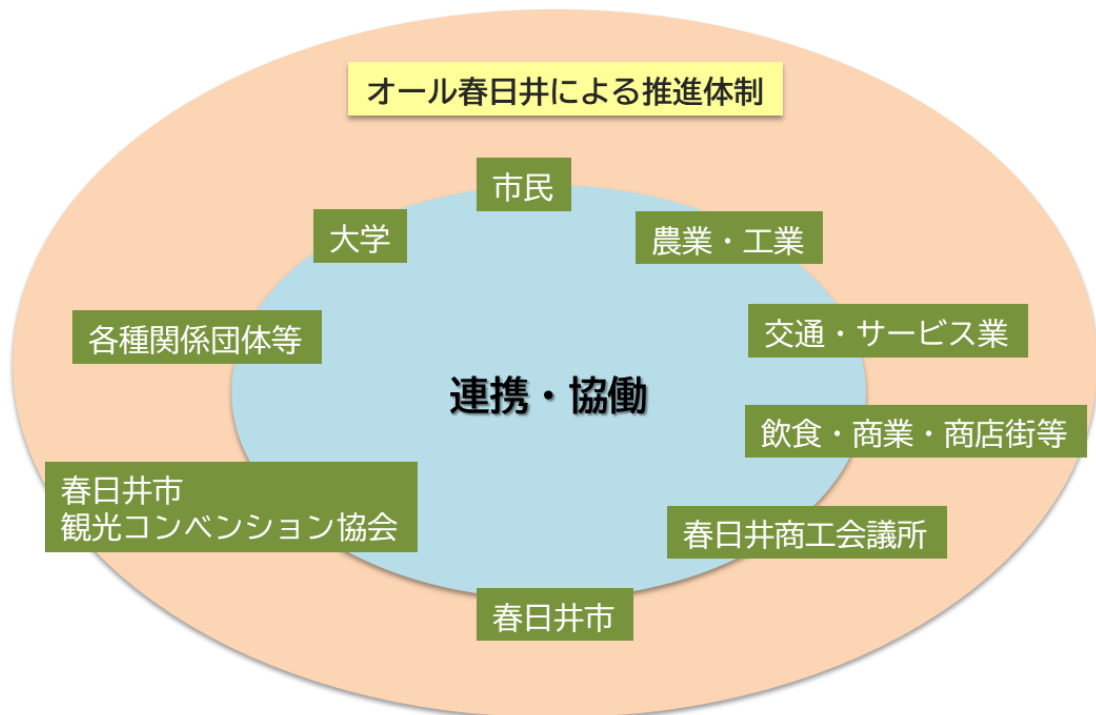 オール春日井による推進体制
市民
大学
農業・工業
各種関係団体等
交通・サービス業
連携・協働
飲食・商業・商店街等
春日井市
観光コンベンション協会
春日井商工会議所
春日井市